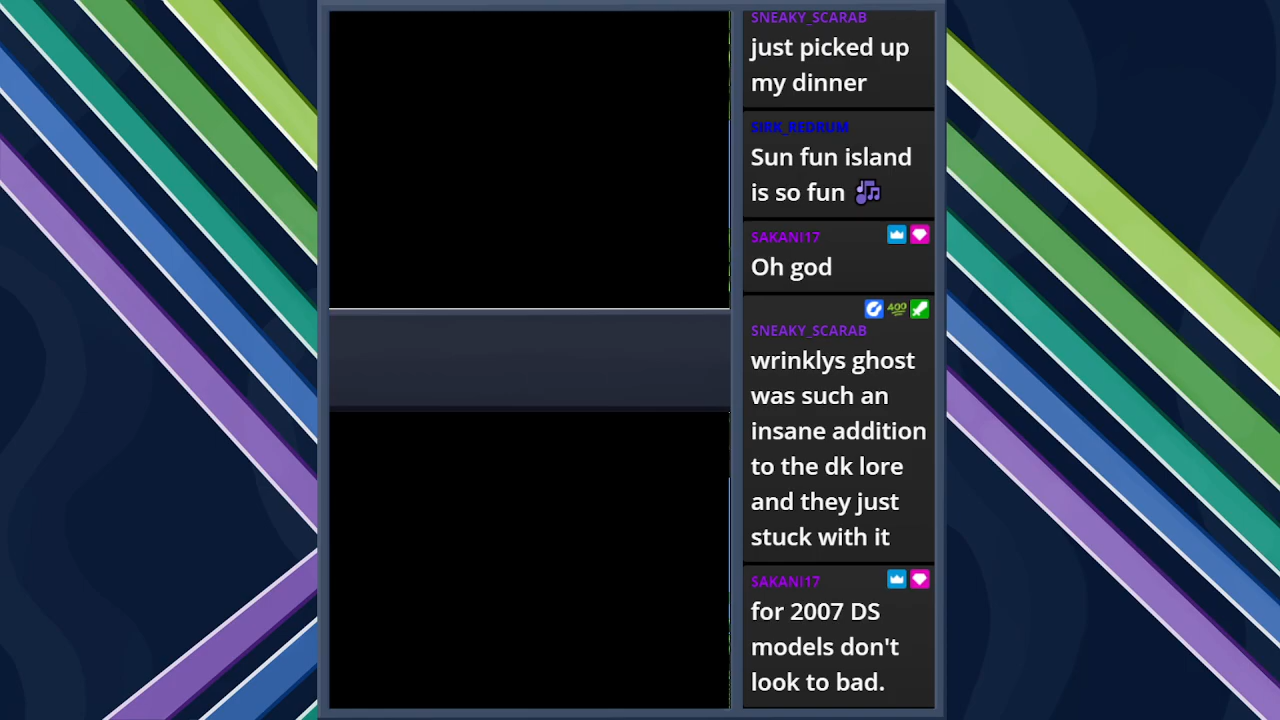 SNEAKY_SCARAB
just picked up
my dinner
SIRK_REDRUM
Sun fun island
is so fun
SAKANI17
Oh god
400
SNEAKY_SCARAB
wrinklys ghost
was such an
insane addition
to the dk lore
and they just
stuck with it
SAKANI17
for 2007 DS
models don't
look to bad.